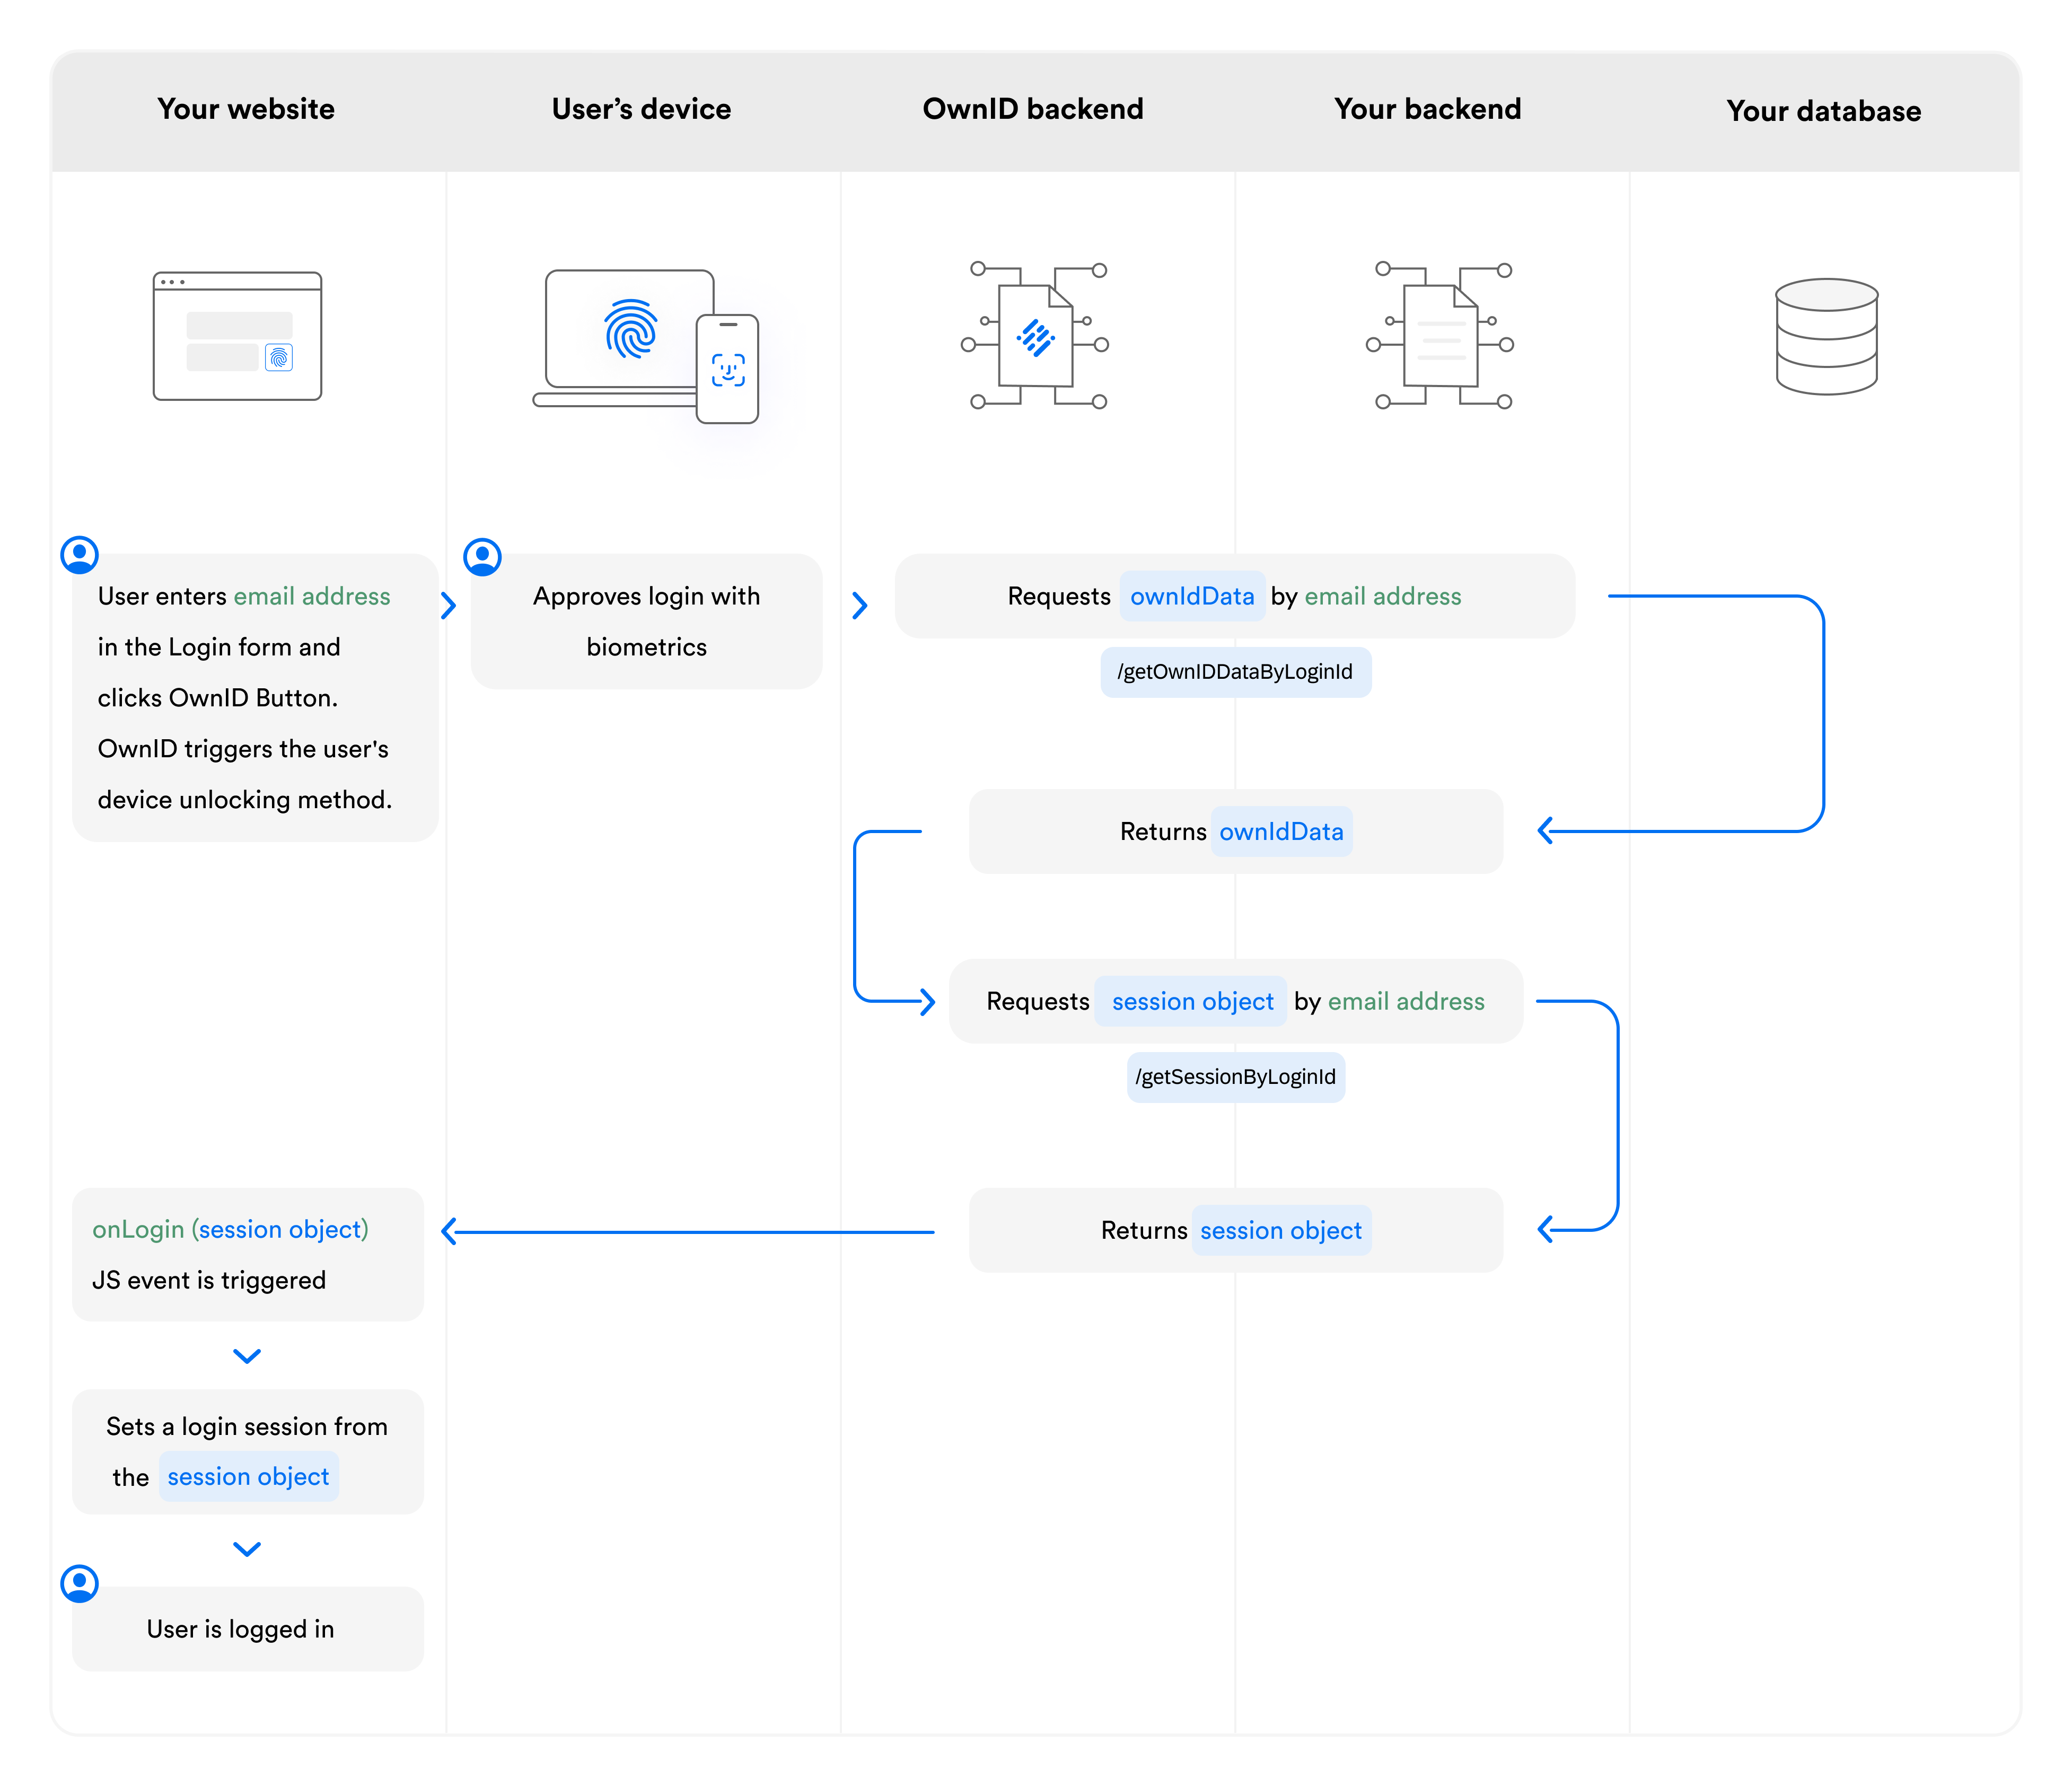 Your website
User’s device
OwnID backend
Your backend
Your database
User enters email address
in the Login form and
clicks OwnID Button.
OwnID triggers the user's
device unlocking method.
Approves login with
biometrics
Requests ownIdData by email address
/getOwnIDDataByLoginId
Returns ownIdData
Requests session object by email address
/getSessionByLoginId
Returns session object
onLogin (session object)
JS event is triggered
Sets a login session from
the session object
User is logged in